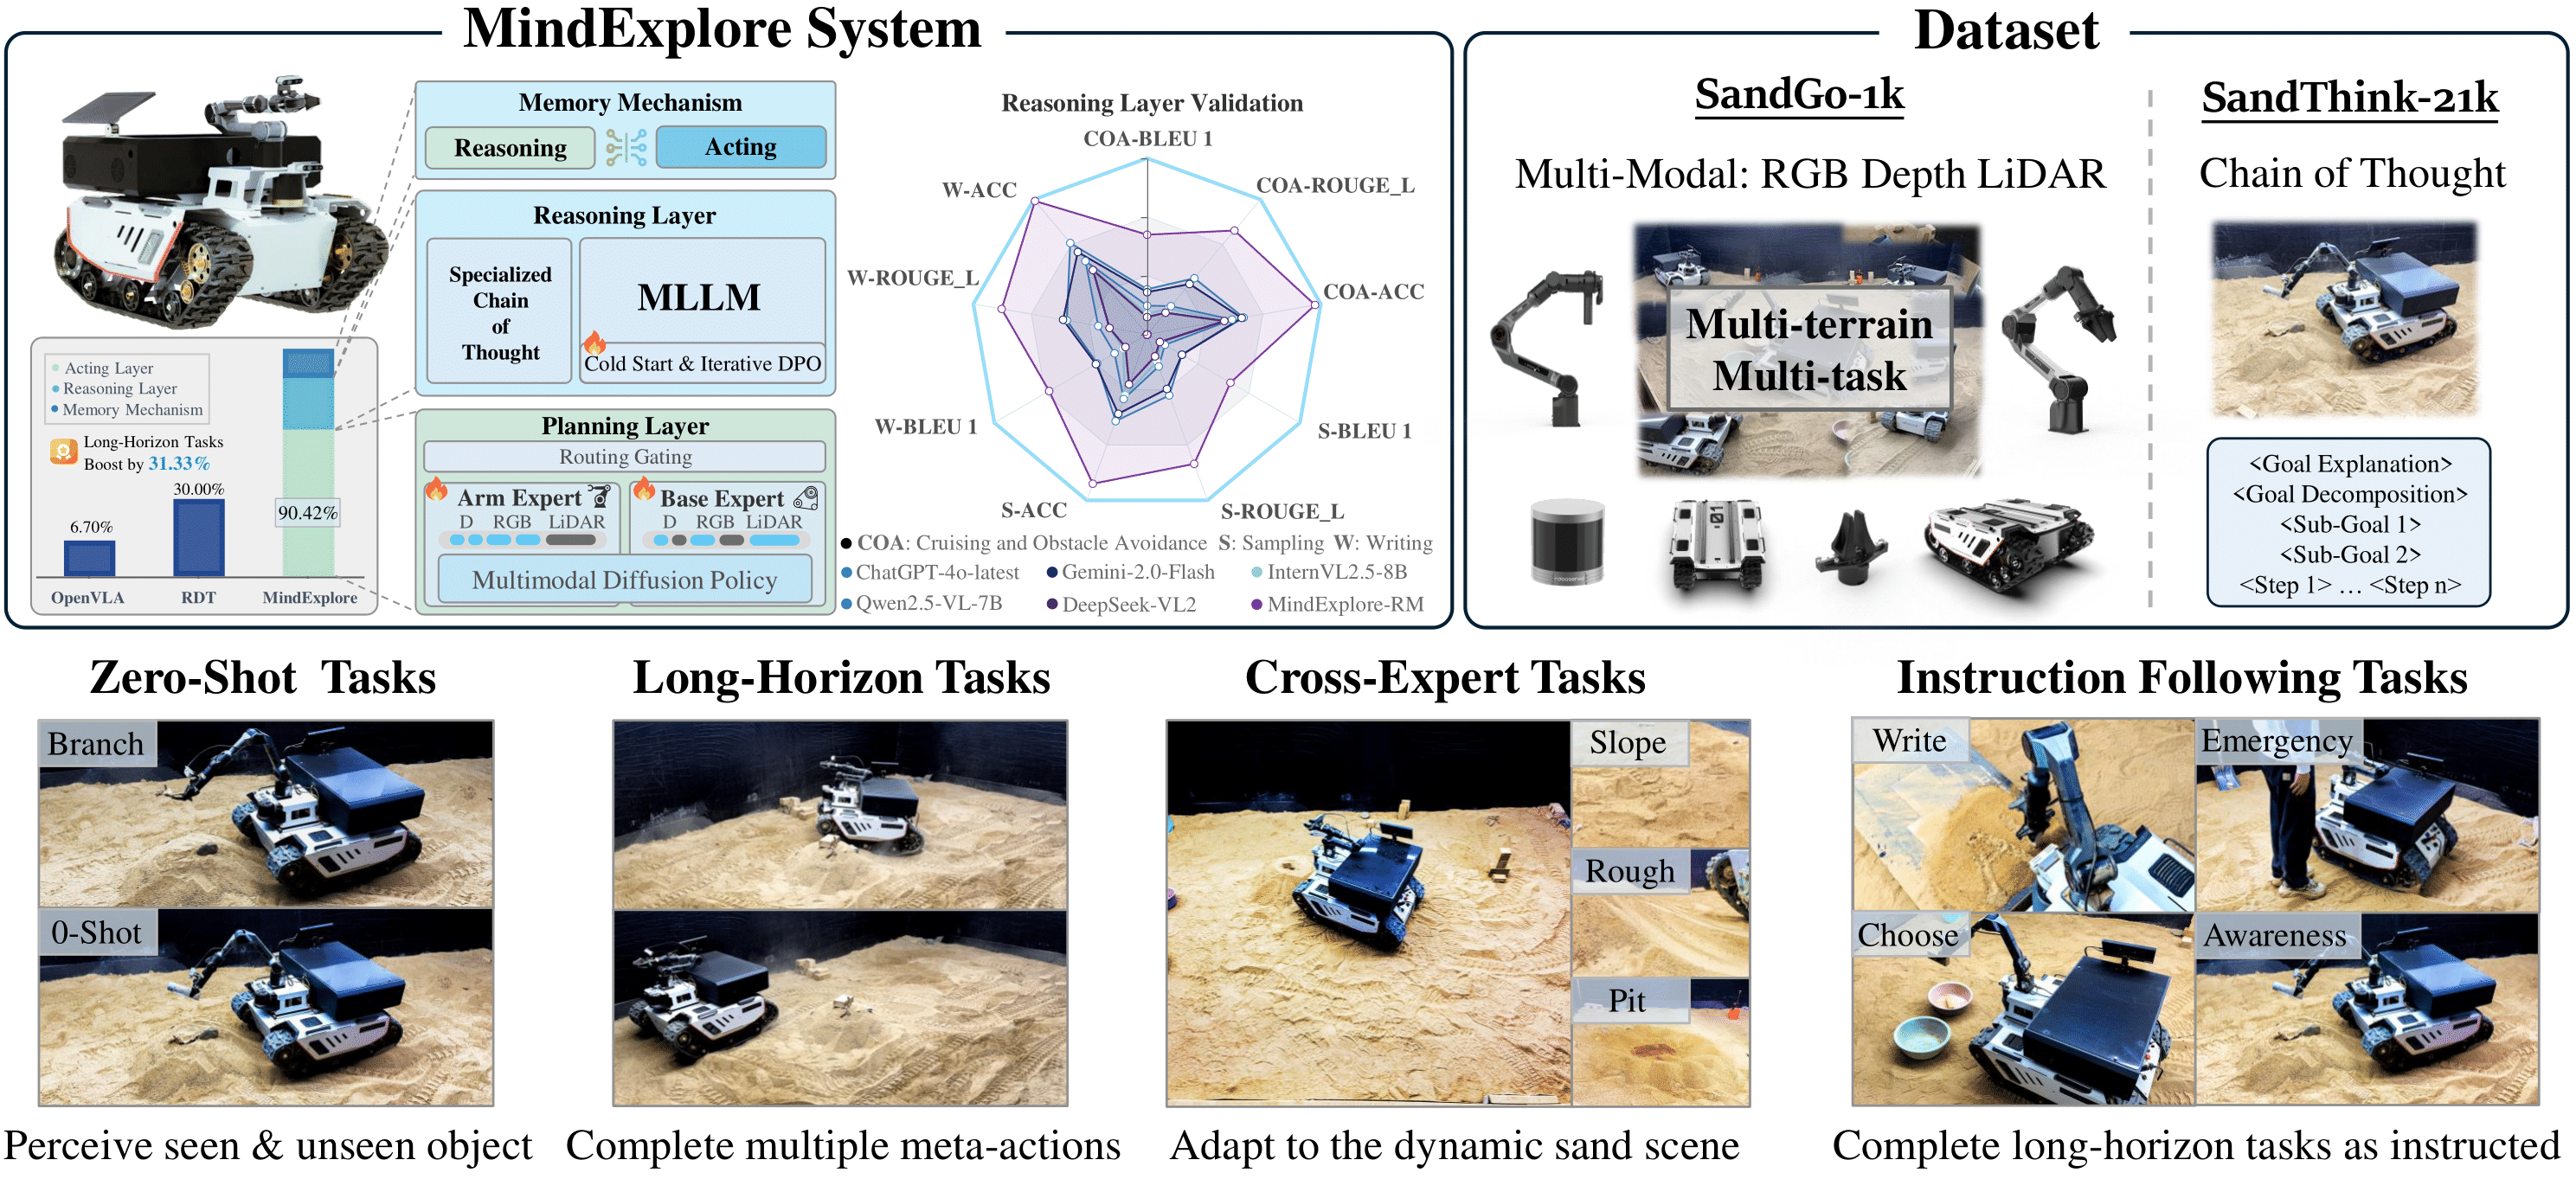 MindExplore System
Memory Mechanism
Reasoning
Acting
Reasoning Layer
Specialized
Chain
of
Thought
MLLM
Cold Start & Iterative DPO
Planning Layer
Routing Gating
Arm Expert
D RGB LiDAR
Base Expert
D RGB LiDAR
Multimodal Diffusion Policy
Acting Layer
Reasoning Layer
Memory Mechanism
Long-Horizon Tasks
Boost by 31.33%
6.70%
30.00%
90.42%
OpenVLA
RDT
MindExplore
Reasoning Layer Validation
COA-BLEU 1
COA-ROUGE_L
COA-ACC
S-BLEU 1
S-ROUGE_L
S-ACC
W-BLEU 1
W-ROUGE_L
W-ACC
COA: Cruising and Obstacle Avoidance S: Sampling W: Writing
ChatGPT-4o-latest
Gemini-2.0-Flash
InternVL2.5-8B
Qwen2.5-VL-7B
DeepSeek-VL2
MindExplore-RM
Dataset
SandGo-1k
Multi-Modal: RGB Depth LiDAR
Multi-terrain
Multi-task
SandThink-21k
Chain of Thought
<Goal Explanation>
<Goal Decomposition>
<Sub-Goal 1>
<Sub-Goal 2>
<Step 1> … <Step n>
Zero-Shot Tasks
Branch
0-Shot
Perceive seen & unseen object
Long-Horizon Tasks
Complete multiple meta-actions
Cross-Expert Tasks
Slope
Rough
Pit
Adapt to the dynamic sand scene
Instruction Following Tasks
Write
Emergency
Choose
Awareness
Complete long-horizon tasks as instructed